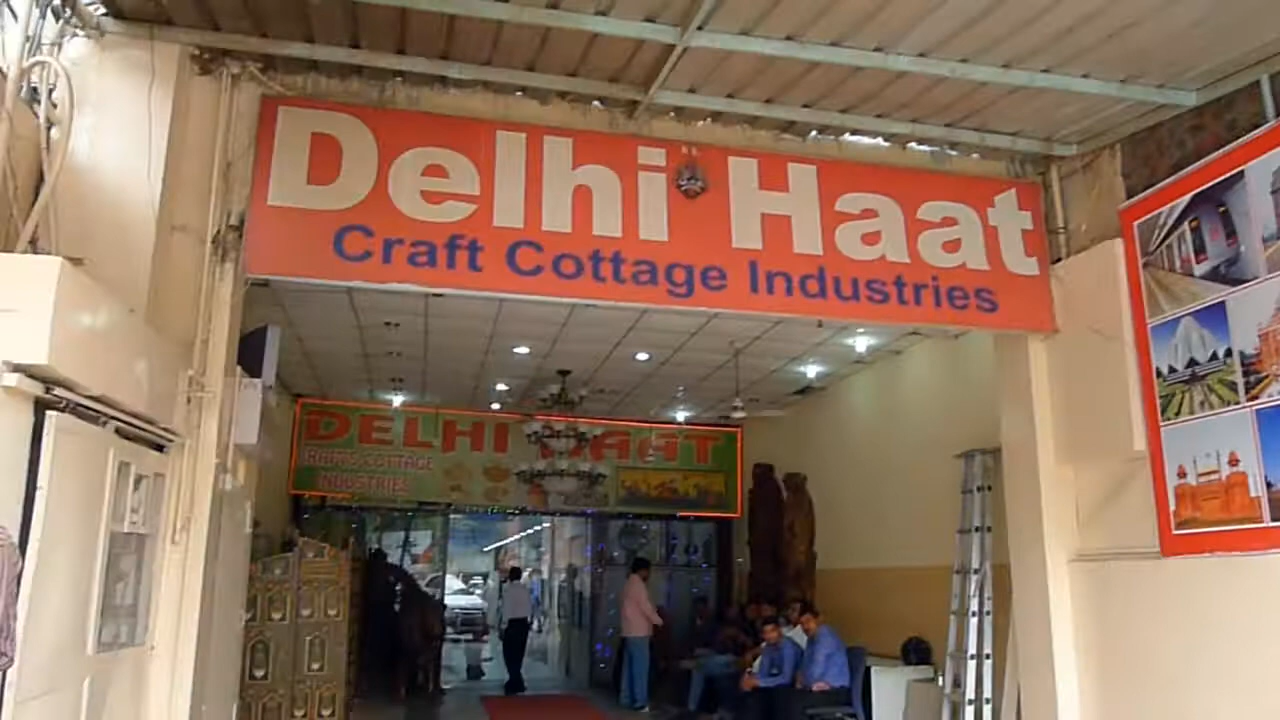 Delhi Haat
Craft Cottage Industries
DELHI HAAT
CRAFTS COTTAGE
INDUSTRIES